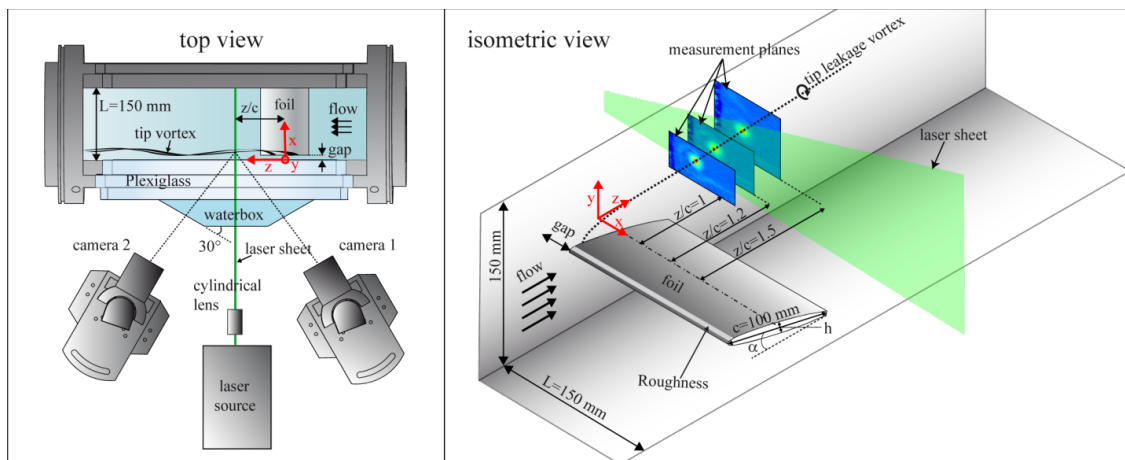 top view
L=150 mm
z/c
foil
flow
tip vortex
x
gap
z
y
Plexiglass
waterbox
30°
camera 2
laser sheet
camera 1
cylindrical
lens
laser
source
isometric view
measurement planes
tip leakage vortex
laser sheet
y
z
x
z/c=1
z/c=1.2
z/c=1.5
gap
150 mm
flow
foil
c=100 mm
h
α
Roughness
L=150 mm